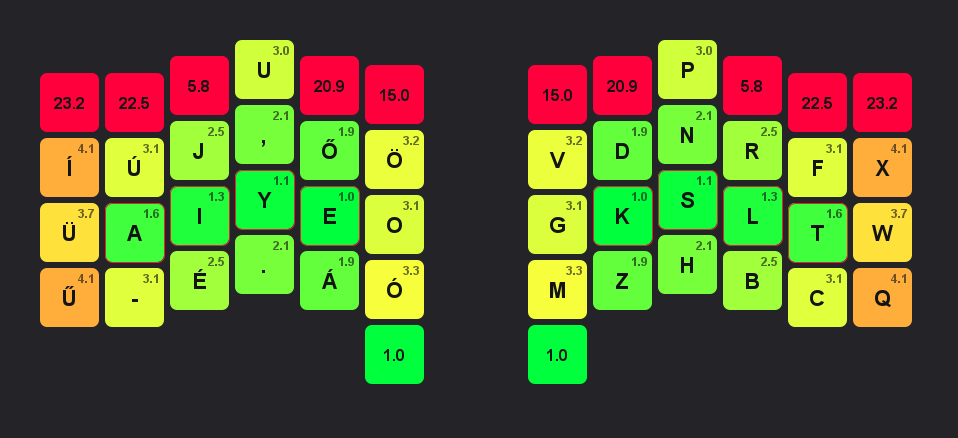 3.0 U 3.0 P
23.2 22.5 5.8 20.9 15.0 15.0 20.9 5.8 22.5 23.2
4.1 Í 3.1 Ú 2.5 J 2.1 , 1.9 Ő 3.2 Ö 3.2 V 1.9 D 2.1 N 2.5 R 3.1 F 4.1 X
3.7 Ü 1.6 A 1.3 I 1.1 Y 1.0 E 3.1 O 3.1 G 1.0 K 1.1 S 1.3 L 1.6 T 3.7 W
4.1 Ű 3.1 - 2.5 É 2.1 . 1.9 Á 3.3 Ó 3.3 M 1.9 Z 2.1 H 2.5 B 3.1 C 4.1 Q
1.0 1.0